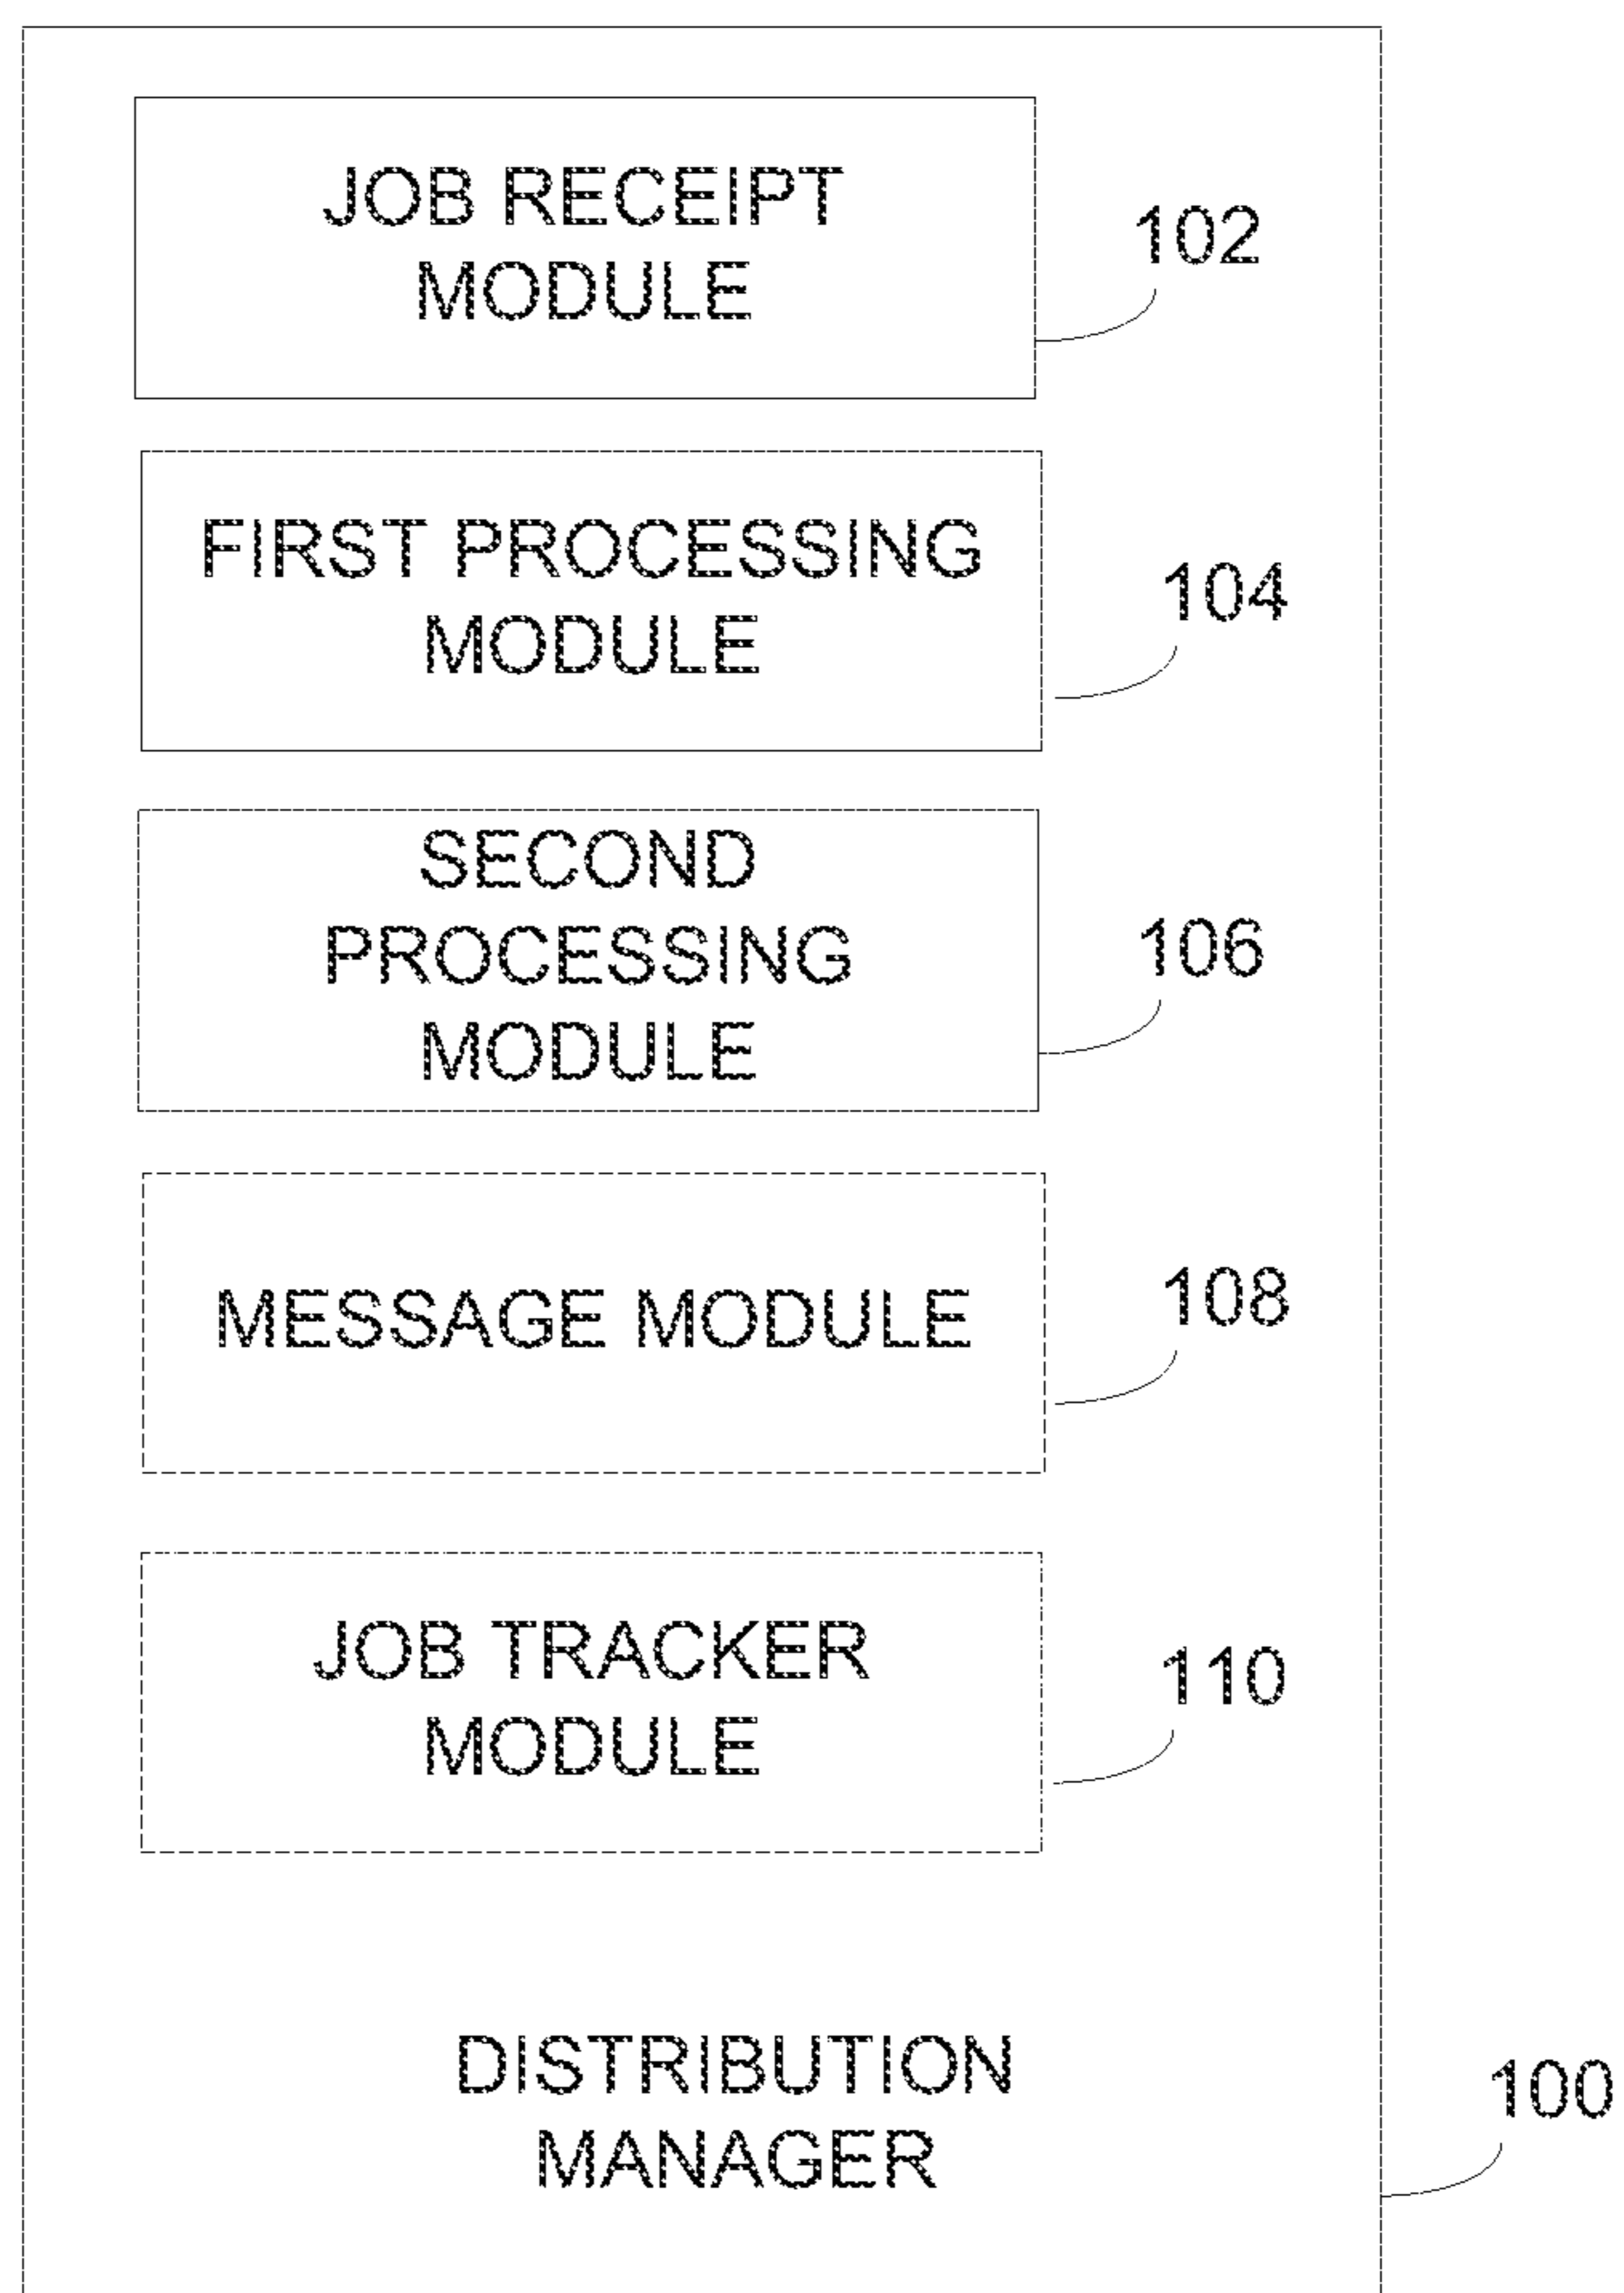 JOB RECEIPT
MODULE
102
FIRST PROCESSING
MODULE
104
SECOND
PROCESSING
MODULE
106
MESSAGE MODULE
108
JOB TRACKER
MODULE
110
DISTRIBUTION
MANAGER
100